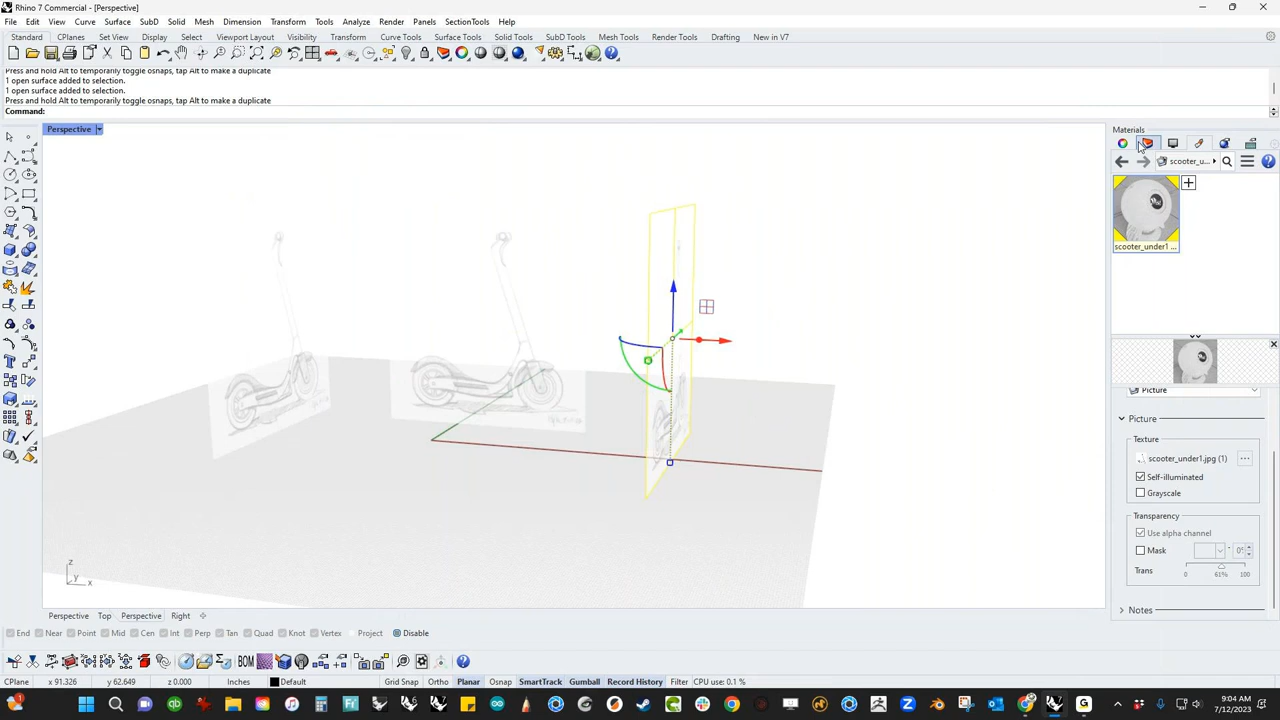 Rhino 7 Commercial - [Perspective]
File Edit View Curve Surface SubD Solid Mesh Dimension Transform Tools Analyze Render Panels SectionTools Help
Standard CPlanes Set View Display Select Viewport Layout Visibility Transform Curve Tools Surface Tools Solid Tools SubD Tools Mesh Tools Render Tools Drafting New in V7
Press and hold Alt to temporarily toggle osnaps, tap Alt to make a duplicate
1 open surface added to selection.
1 open surface added to selection.
Press and hold Alt to temporarily toggle osnaps, tap Alt to make a duplicate
Command:
Perspective
Materials
scooter_u...
scooter_under1 ...
Picture
Picture
Texture
scooter_under1.jpg (1)
Self-illuminated
Grayscale
Transparency
Use alpha channel
Mask
Trans
0 61% 100
Notes
z
y
x
Perspective Top Perspective Right
End Near Point Mid Cen Int Perp Tan Quad Knot Vertex Project Disable
BOM
CPlane x 91.326 y 62.649 z 0.000 Inches Default Grid Snap Ortho Planar Osnap SmartTrack Gumball Record History Filter CPU use: 0.1 %
9:04 AM
7/12/2023